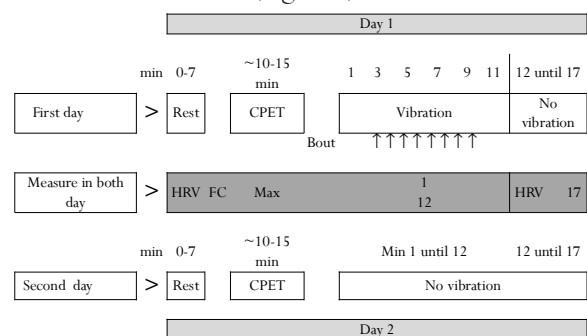 Day 1
~10-15
min 0-7 min 1 3 5 7 9 11 12 until 17
First day > Rest CPET Vibration No vibration
Bout ↑↑↑↑↑↑↑↑
Measure in both day > HRV FC Max 1 12 HRV 17
~10-15
min 0-7 min Min 1 until 12 12 until 17
Second day > Rest CPET No vibration
Day 2